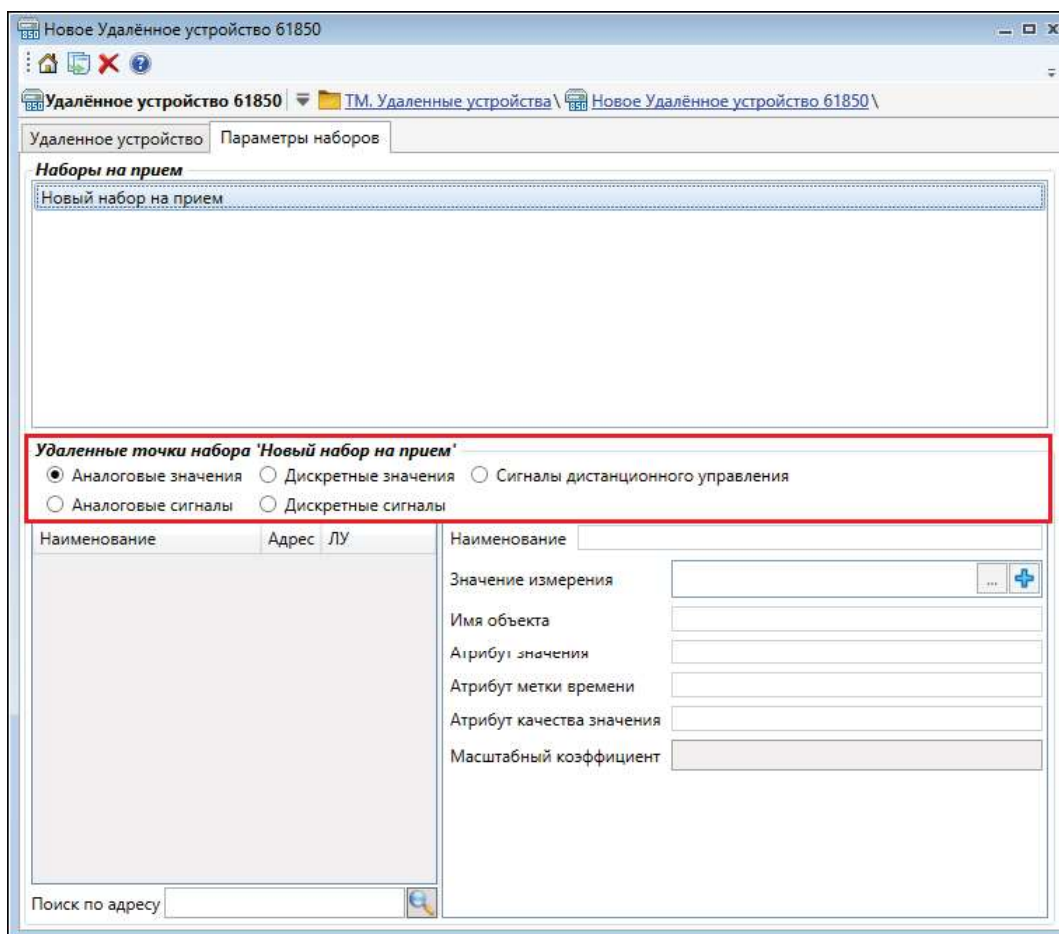 Новое Удалённое устройство 61850
Удалённое устройство 61850 ТМ. Удаленные устройства\ Новое Удалённое устройство 61850\
Удаленное устройство Параметры наборов
Наборы на прием
Новый набор на прием
Удаленные точки набора 'Новый набор на прием'
Аналоговые значения Дискретные значения Сигналы дистанционного управления
Аналоговые сигналы Дискретные сигналы
Наименование Адрес ЛУ
Наименование
Значение измерения ...
Имя объекта
Атрибут значения
Атрибут метки времени
Атрибут качества значения
Масштабный коэффициент
Поиск по адресу